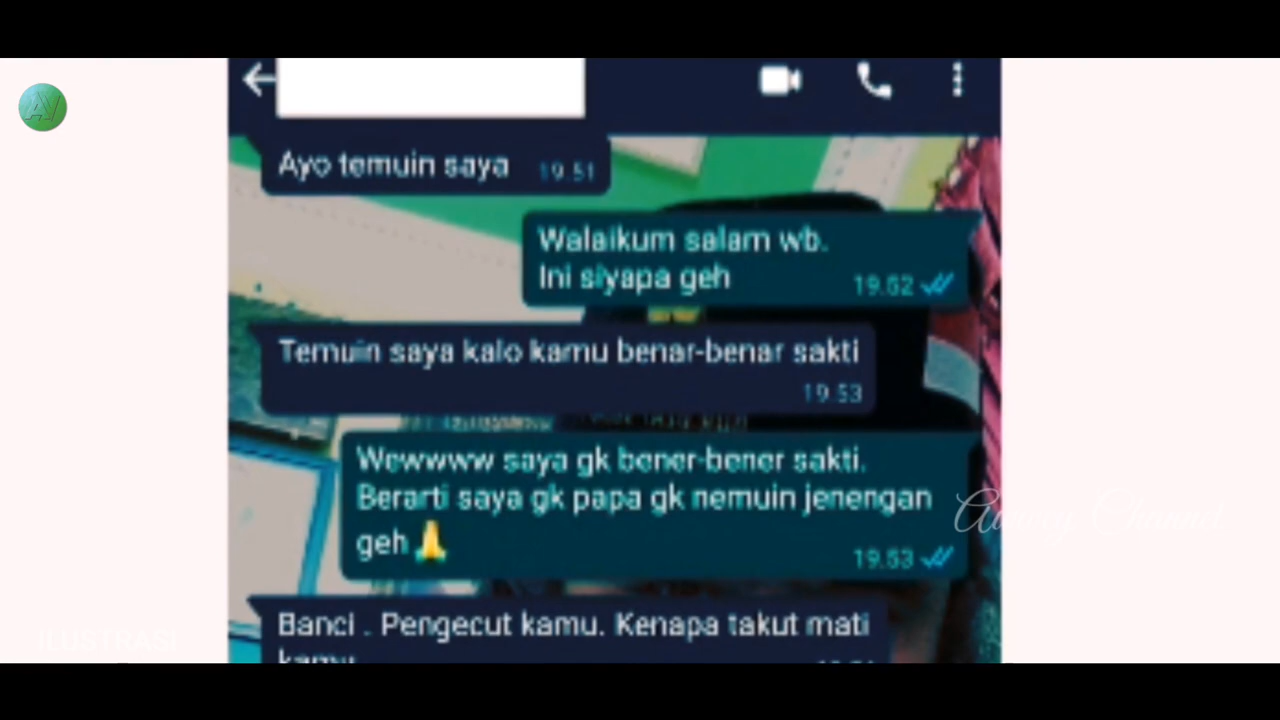 Ayo temuin saya 19.51
Walaikum salam wb.
Ini siyapa geh 19.52
Temuin saya kalo kamu benar-benar sakti
19.53
Wewwww saya gk bener-bener sakti.
Berarti saya gk papa gk nemuin jenengan
geh 19.53
Banci . Pengecut kamu. Kenapa takut mati
kamu
ILUSTRASI